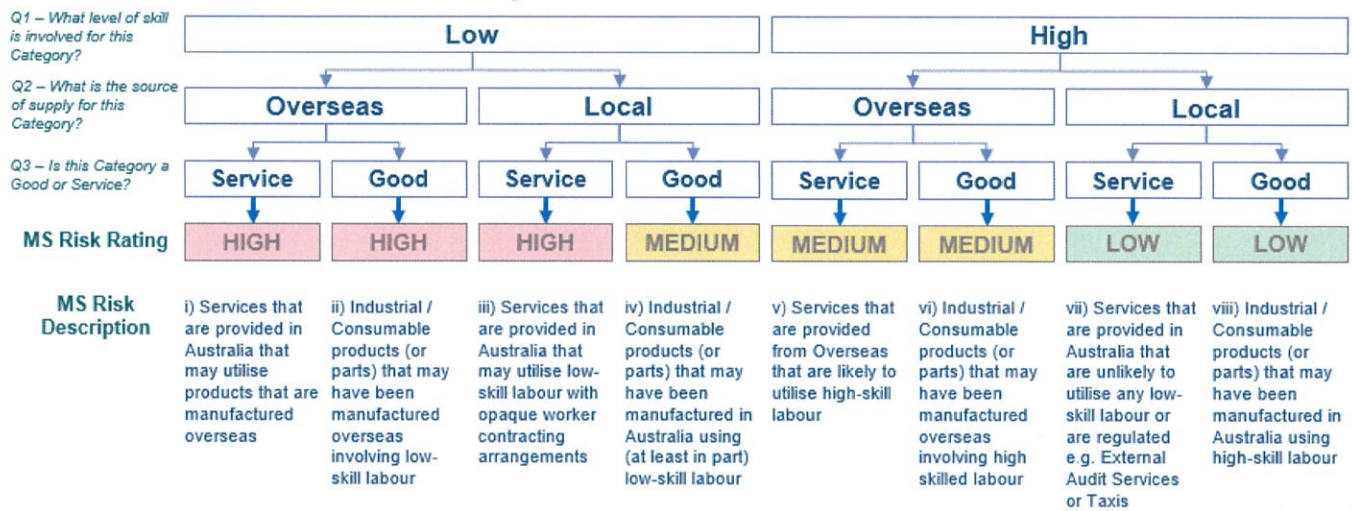 Q1 – What level of skill
is involved for this
Category?
Low
High
Q2 – What is the source
of supply for this
Category?
Overseas
Local
Overseas
Local
Q3 – Is this Category a
Good or Service?
Service
Good
Service
Good
Service
Good
Service
Good
MS Risk Rating
HIGH
HIGH
HIGH
MEDIUM
MEDIUM
MEDIUM
LOW
LOW
MS Risk
Description
i) Services that
are provided in
Australia that
may utilise
products that are
manufactured
overseas
ii) Industrial /
Consumable
products (or
parts) that may
have been
manufactured
overseas
involving low-
skill labour
iii) Services that
are provided in
Australia that
may utilise low-
skill labour with
opaque worker
contracting
arrangements
iv) Industrial /
Consumable
products (or
parts) that may
have been
manufactured in
Australia using
(at least in part)
low-skill labour
v) Services that
are provided
from Overseas
that are likely to
utilise high-skill
labour
vi) Industrial /
Consumable
products (or
parts) that may
have been
manufactured
overseas
involving high
skilled labour
vii) Services that
are provided in
Australia that
are unlikely to
utilise any low-
skill labour or
are regulated
e.g. External
Audit Services
or Taxis
viii) Industrial /
Consumable
products (or
parts) that may
have been
manufactured in
Australia using
high-skill labour